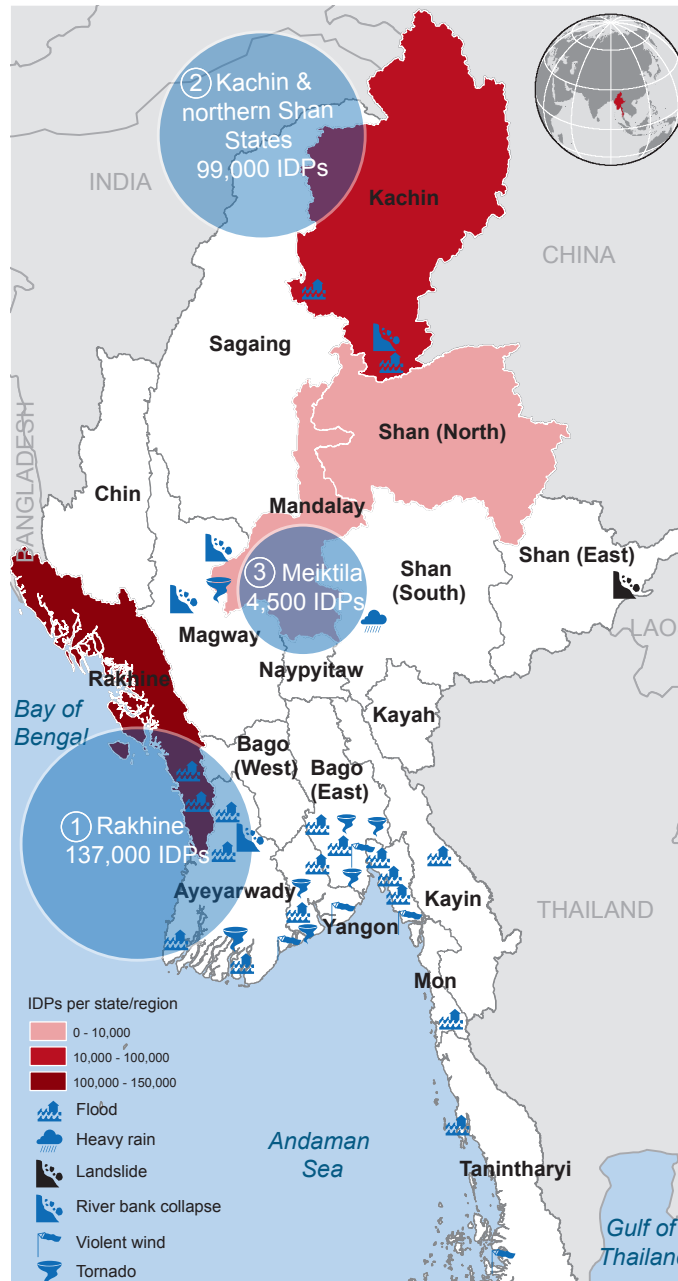 ② Kachin &
northern Shan
States
99,000 IDPs
INDIA
Kachin
CHINA
Sagaing
BANGLADESH
Shan (North)
Chin
Mandalay
Shan (East)
③ Meiktila
4,500 IDPs
Shan
(South)
Magway
LAO
Naypyitaw
Rakhine
Kayah
Bay of
Bengal
Bago
(West)
Bago
(East)
① Rakhine
137,000 IDPs
Ayeyarwady
Kayin
Yangon
THAILAND
Mon
IDPs per state/region
0 - 10,000
10,000 - 100,000
100,000 - 150,000
Flood
Heavy rain
Landslide
River bank collapse
Violent wind
Tornado
Andaman
Sea
Tanintharyi
Gulf of
Thailan